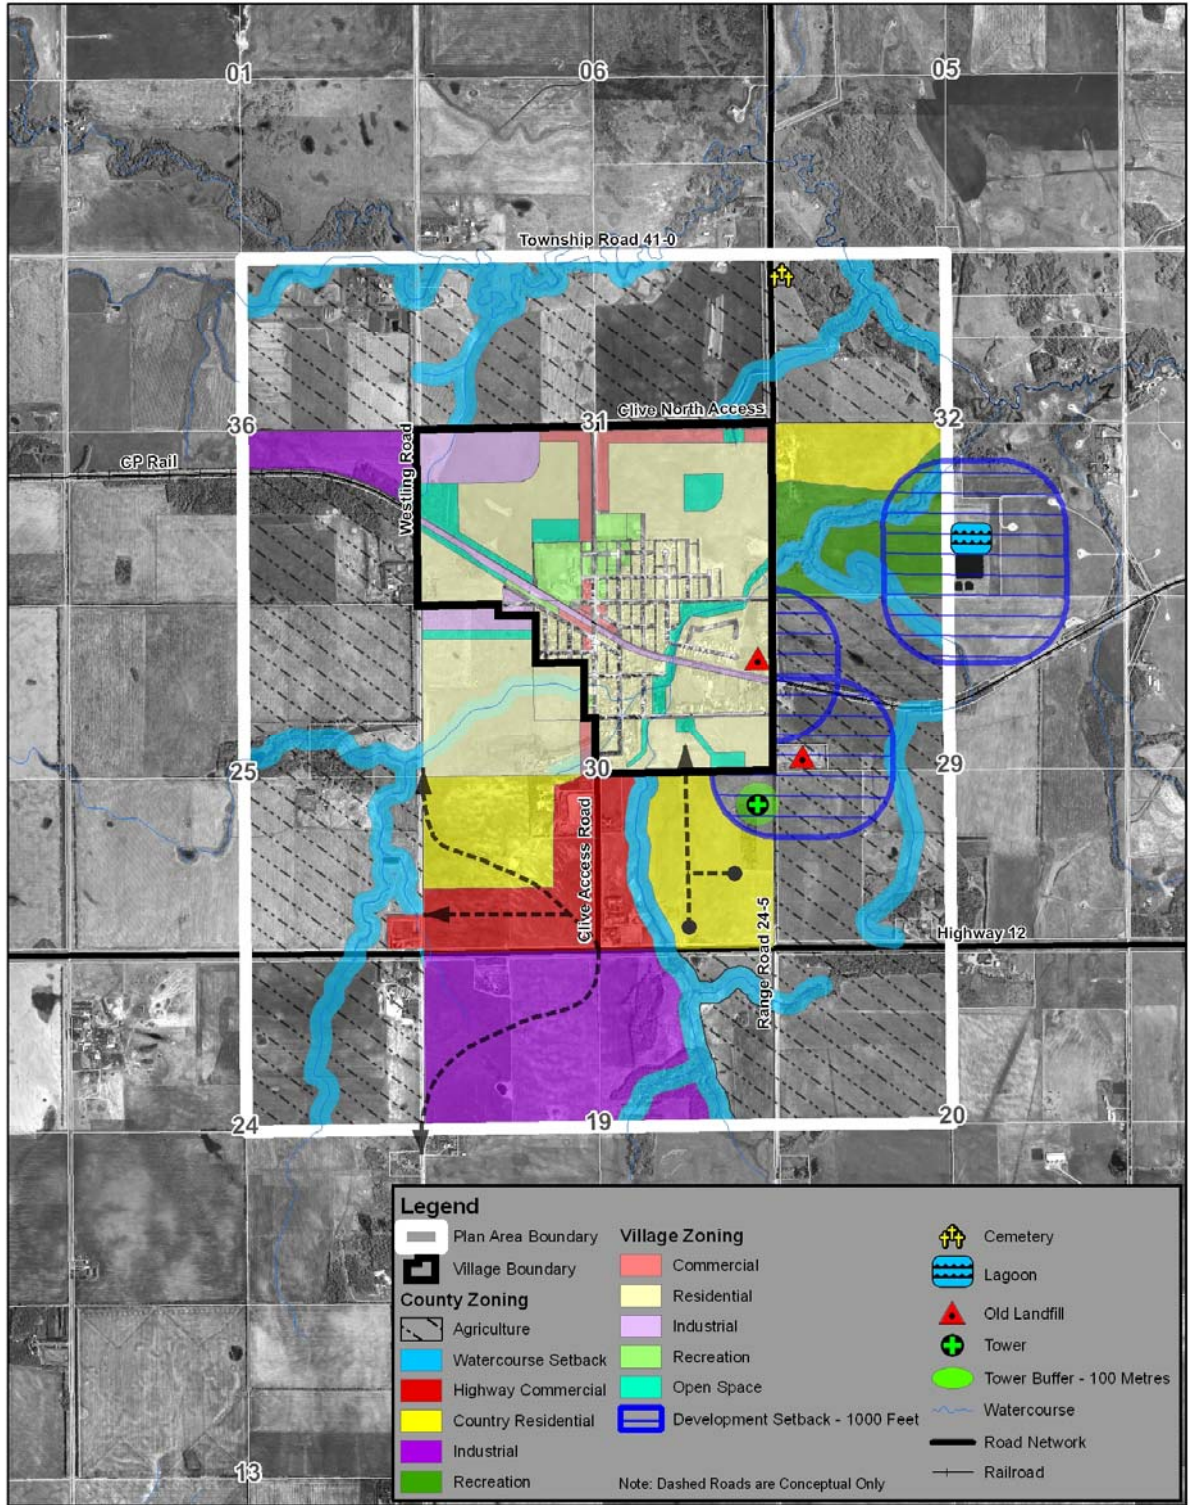 01
06
05
Township Road 41-0
36
31
Clive North Access
32
CP Rail
Westling Road
25
30
29
Clive Access Road
Range Road 24-5
Highway 12
24
19
20
13
Legend
Plan Area Boundary
Village Boundary
County Zoning
Agriculture
Watercourse Setback
Highway Commercial
Country Residential
Industrial
Recreation
Village Zoning
Commercial
Residential
Industrial
Recreation
Open Space
Development Setback - 1000 Feet
Note: Dashed Roads are Conceptual Only
Cemetery
Lagoon
Old Landfill
Tower
Tower Buffer - 100 Metres
Watercourse
Road Network
Railroad